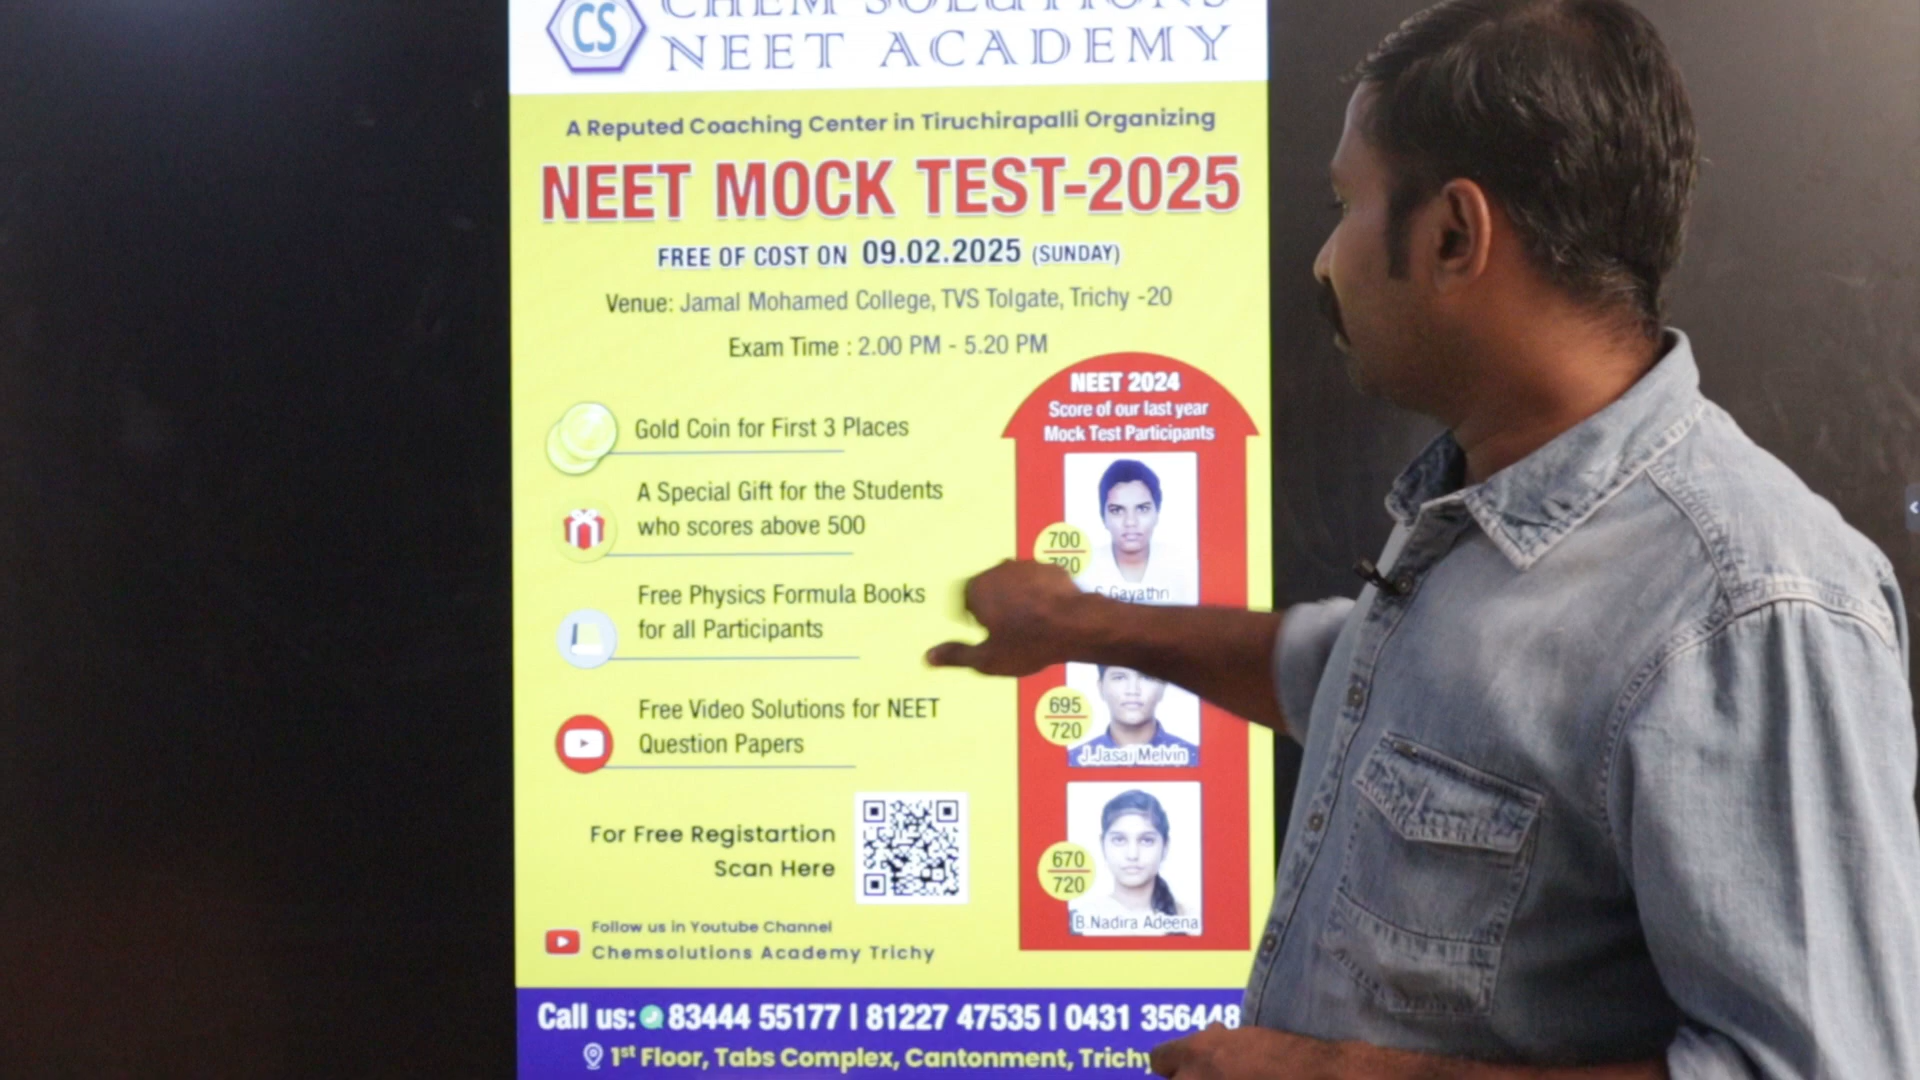 CS
CHEM SOLUTIONS
NEET ACADEMY
A Reputed Coaching Center in Tiruchirapalli Organizing
NEET MOCK TEST-2025
FREE OF COST ON 09.02.2025 (SUNDAY)
Venue: Jamal Mohamed College, TVS Tolgate, Trichy -20
Exam Time : 2.00 PM - 5.20 PM
Gold Coin for First 3 Places
A Special Gift for the Students
who scores above 500
Free Physics Formula Books
for all Participants
Free Video Solutions for NEET
Question Papers
For Free Registartion
Scan Here
Follow us in Youtube Channel
Chemsolutions Academy Trichy
NEET 2024
Score of our last year
Mock Test Participants
700
720
S.Gayathri
695
720
J.Jasai Melvin
670
720
B.Nadira Adeena
Call us: 83444 55177 | 81227 47535 | 0431 356448
1st Floor, Tabs Complex, Cantonment, Trichy